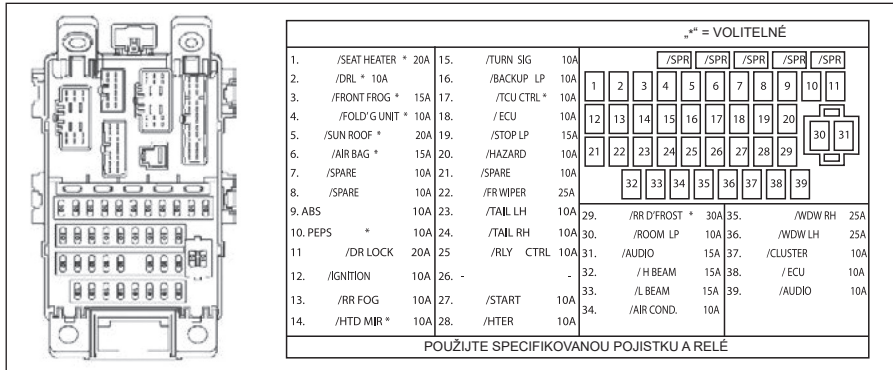 „*“ = VOLITELNÉ
1. /SEAT HEATER * 20A
2. /DRL * 10A
3. /FRONT FROG * 15A
4. /FOLD'G UNIT * 10A
5. /SUN ROOF * 20A
6. /AIR BAG * 15A
7. /SPARE 10A
8. /SPARE 10A
9. ABS 10A
10. PEPS * 10A
11 /DR LOCK 20A
12. /IGNITION 10A
13. /RR FOG 10A
14. /HTD MIR * 10A
15. /TURN SIG 10A
16. /BACKUP LP 10A
17. /TCU CTRL * 10A
18. /ECU 10A
19. /STOP LP 15A
20. /HAZARD 10A
21. /SPARE 10A
22. /FR WIPER 25A
23. /TAIL LH 10A
24. /TAIL RH 10A
25 /RLY CTRL 10A
26. - -
27. /START 10A
28. /HTER 10A
/SPR /SPR /SPR /SPR /SPR
1 2 3 4 5 6 7 8 9 10 11
12 13 14 15 16 17 18 19 20
30 31
21 22 23 24 25 26 27 28 29
32 33 34 35 36 37 38 39
29. /RR D'FROST * 30A
30. /ROOM LP 10A
31. /AUDIO 15A
32. /H BEAM 15A
33. /L BEAM 15A
34. /AIR COND. 10A
35. /WDW RH 25A
36. /WDW LH 25A
37. /CLUSTER 10A
38. /ECU 10A
39. /AUDIO 10A
POUŽIJTE SPECIFIKOVANOU POJISTKU A RELÉ